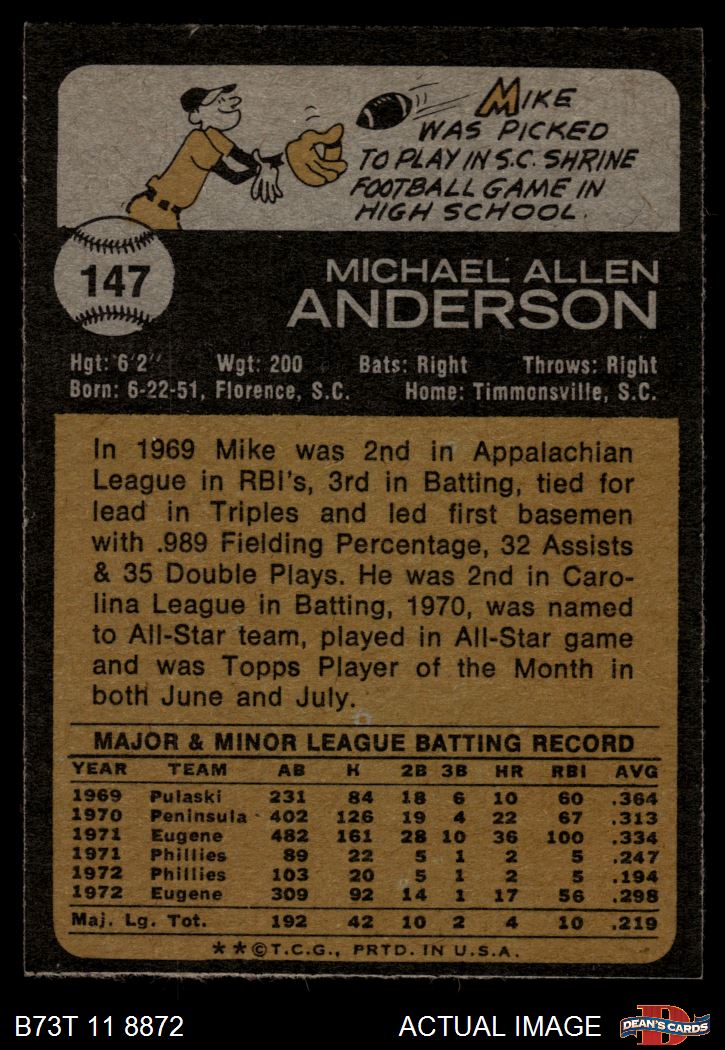 MIKE
WAS PICKED
TO PLAY IN S.C. SHRINE
FOOTBALL GAME IN
HIGH SCHOOL.
147
MICHAEL ALLEN
ANDERSON
Hgt: 6'2" Wgt: 200 Bats: Right Throws: Right
Born: 6-22-51, Florence, S.C. Home: Timmonsville, S.C.
In 1969 Mike was 2nd in Appalachian
League in RBI's, 3rd in Batting, tied for
lead in Triples and led first basemen
with .989 Fielding Percentage, 32 Assists
& 35 Double Plays. He was 2nd in Caro-
lina League in Batting, 1970, was named
to All-Star team, played in All-Star game
and was Topps Player of the Month in
both June and July.
MAJOR & MINOR LEAGUE BATTING RECORD
YEAR TEAM AB H 2B 3B HR RBI AVG
1969 Pulaski 231 84 18 6 10 60 .364
1970 Peninsula 402 126 19 4 22 67 .313
1971 Eugene 482 161 28 10 36 100 .334
1971 Phillies 89 22 5 1 2 5 .247
1972 Phillies 103 20 5 1 2 5 .194
1972 Eugene 309 92 14 1 17 56 .298
Maj. Lg. Tot. 192 42 10 2 4 10 .219
**©T.C.G., PRTD. IN U.S.A.
B73T 11 8872 ACTUAL IMAGE D DEAN'S CARDS